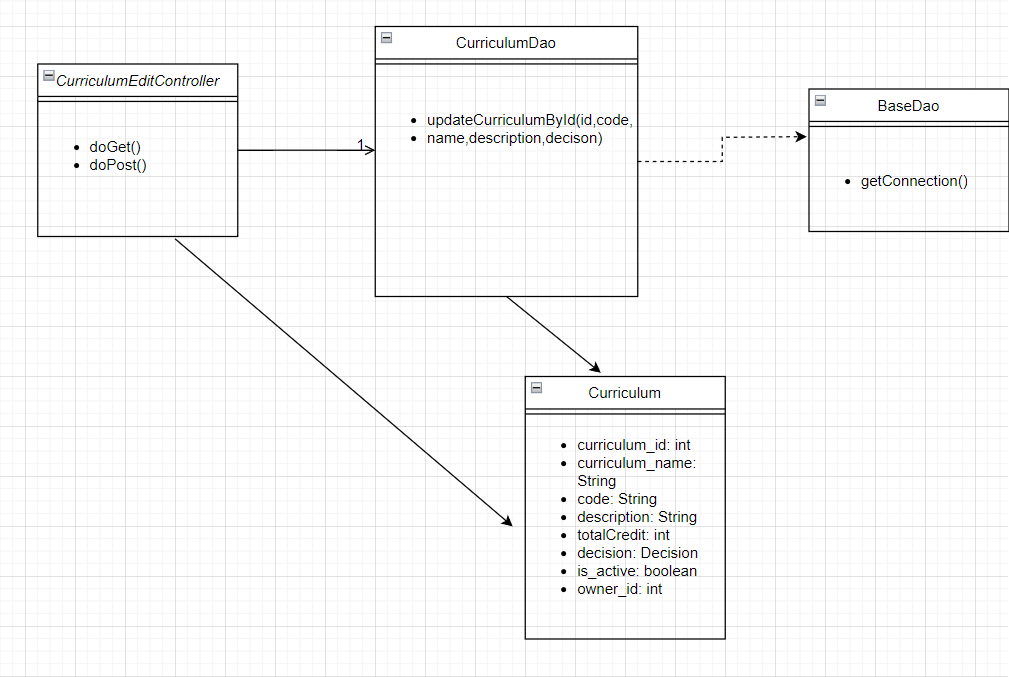 CurriculumEditController
doGet()
doPost()
1
CurriculumDao
updateCurriculumById(id,code,
name,description,decison)
BaseDao
getConnection()
Curriculum
curriculum_id: int
curriculum_name:
String
code: String
description: String
totalCredit: int
decision: Decision
is_active: boolean
owner_id: int